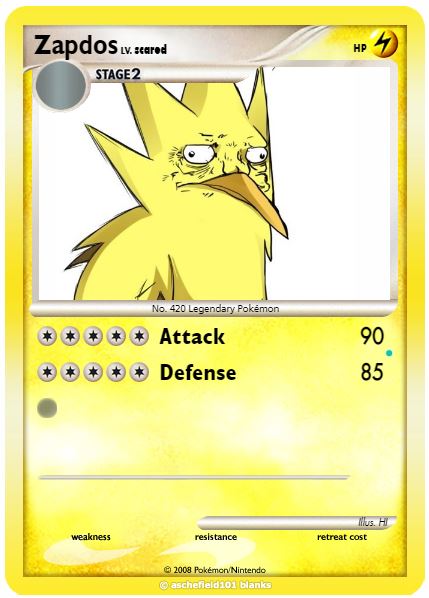 Zapdos LV. scared HP
STAGE2
No. 420 Legendary Pokémon
Attack 90
Defense 85
Illus. HI
weakness resistance retreat cost
© 2008 Pokémon/Nintendo
© aschefield101 blanks